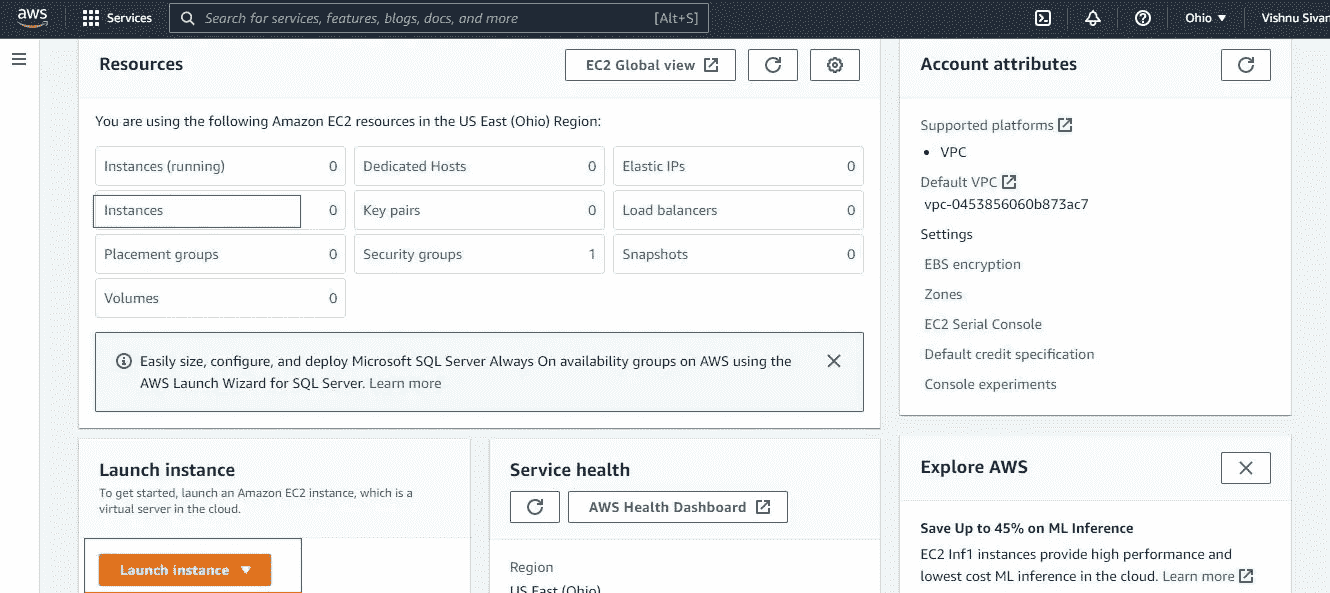 aws
Services
Search for services, features, blogs, docs, and more
[Alt+S]
Ohio
Vishnu Sivar
Resources
EC2 Global view
You are using the following Amazon EC2 resources in the US East (Ohio) Region:
Instances (running) 0
Dedicated Hosts 0
Elastic IPs 0
Instances 0
Key pairs 0
Load balancers 0
Placement groups 0
Security groups 1
Snapshots 0
Volumes 0
Easily size, configure, and deploy Microsoft SQL Server Always On availability groups on AWS using the
AWS Launch Wizard for SQL Server. Learn more
Account attributes
Supported platforms
• VPC
Default VPC
vpc-0453856060b873ac7
Settings
EBS encryption
Zones
EC2 Serial Console
Default credit specification
Console experiments
Launch instance
To get started, launch an Amazon EC2 instance, which is a
virtual server in the cloud.
Launch instance
Service health
AWS Health Dashboard
Region
US East (Ohio)
Explore AWS
Save Up to 45% on ML Inference
EC2 Inf1 instances provide high performance and
lowest cost ML inference in the cloud. Learn more